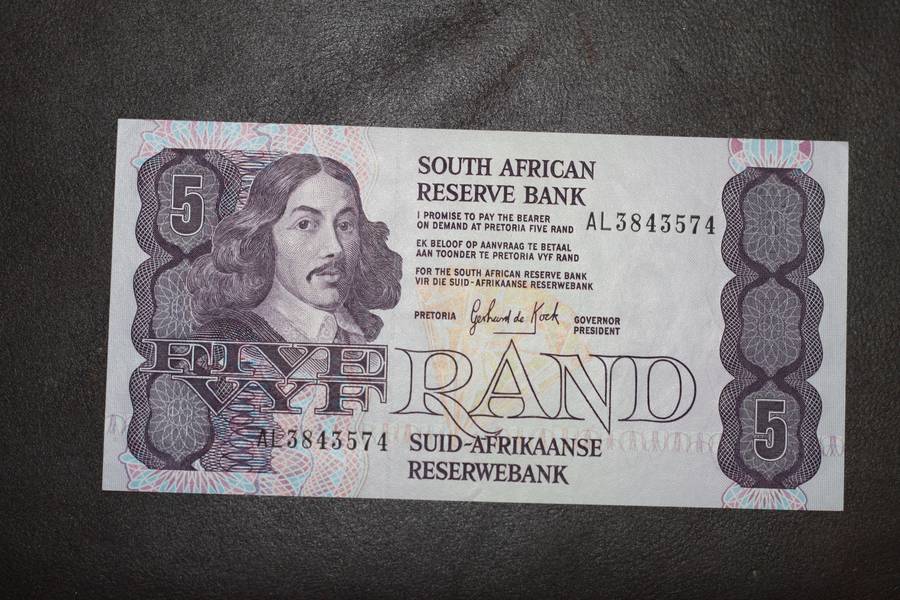 5
SOUTH AFRICAN
RESERVE BANK
I PROMISE TO PAY THE BEARER
ON DEMAND AT PRETORIA FIVE RAND
AL3843574
EK BELOOF OP AANVRAAG TE BETAAL
AAN TOONDER TE PRETORIA VYF RAND
FOR THE SOUTH AFRICAN RESERVE BANK
VIR DIE SUID-AFRIKAANSE RESERWEBANK
PRETORIA
Gerhard de Kock
GOVERNOR
PRESIDENT
FIVE
VYF
RAND
AL3843574
SUID-AFRIKAANSE
RESERWEBANK
5